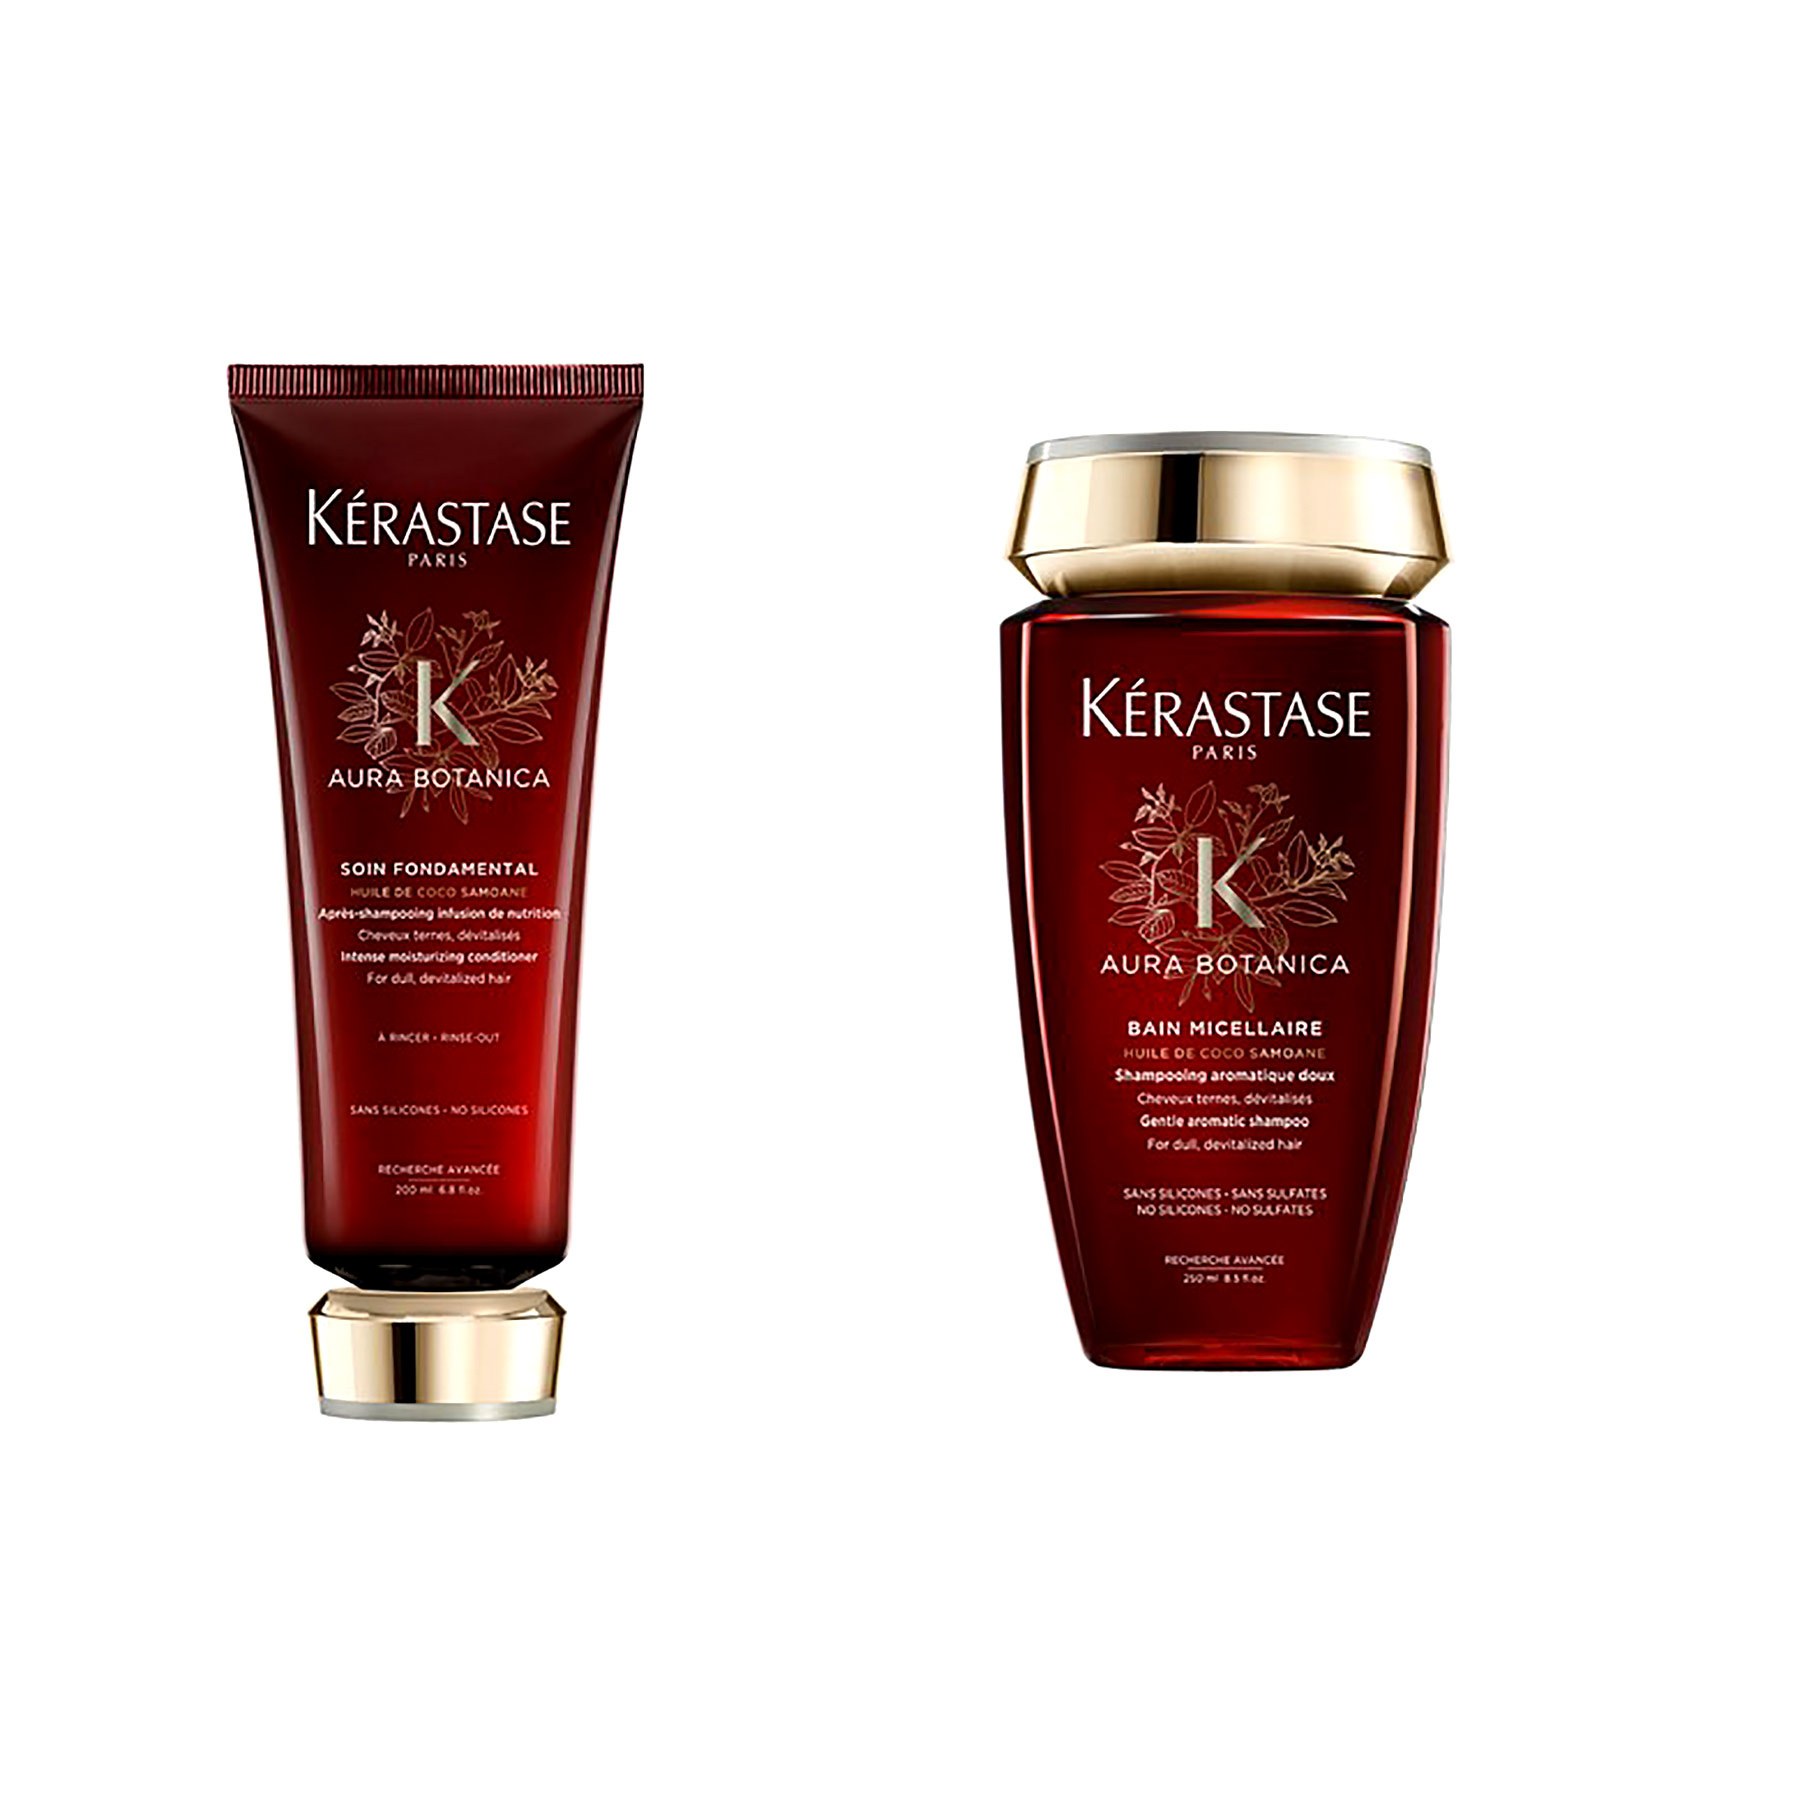 KÉRASTASE
PARIS
K
AURA BOTANICA
SOIN FONDAMENTAL
HUILE DE COCO SAMOANE
Après-shampooing infusion de nutrition
Cheveux ternes, dévitalisés
Intense moisturizing conditioner
For dull, devitalized hair
À RINCER - RINSE-OUT
SANS SILICONES - NO SILICONES
RECHERCHE AVANCÉE
200 ml 6.8 fl.oz.
KÉRASTASE
PARIS
K
AURA BOTANICA
BAIN MICELLAIRE
HUILE DE COCO SAMOANE
Shampooing aromatique doux
Cheveux ternes, dévitalisés
Gentle aromatic shampoo
For dull, devitalized hair
SANS SILICONES - SANS SULFATES
NO SILICONES - NO SULFATES
RECHERCHE AVANCÉE
250 ml 8.5 fl.oz.